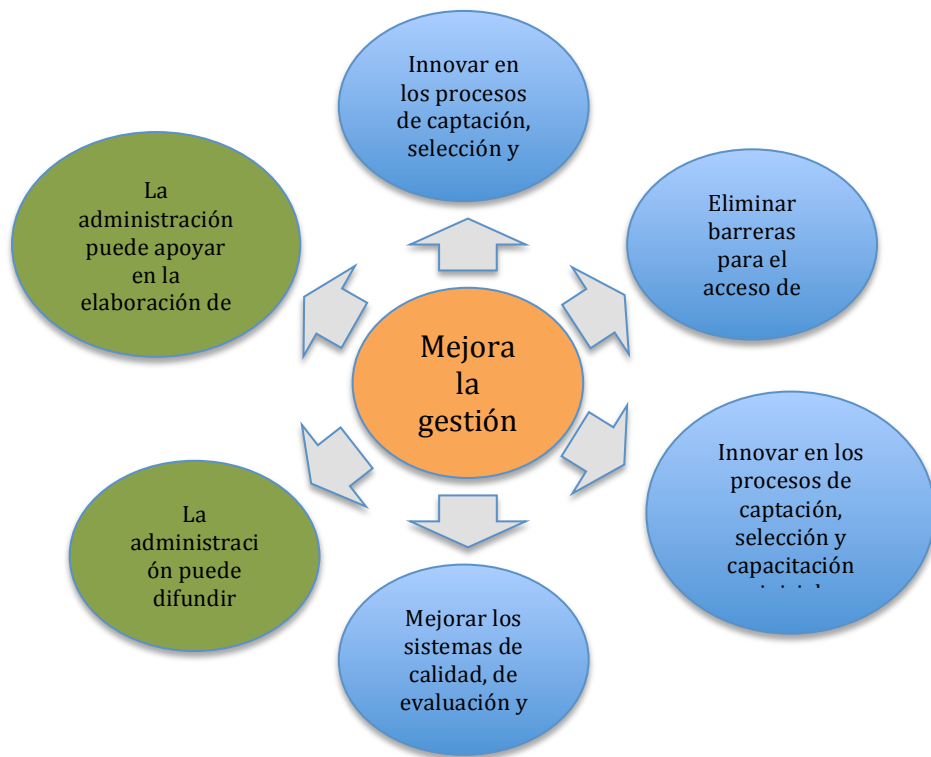 Innovar en
los procesos
de captación,
selección y
Eliminar
barreras
para el
acceso de
Innovar en los
procesos de
captación,
selección y
capacitación
Mejorar los
sistemas de
calidad, de
evaluación y
La
administraci
ón puede
difundir
La
administración
puede apoyar
en la
elaboración de
Mejora
la
gestión